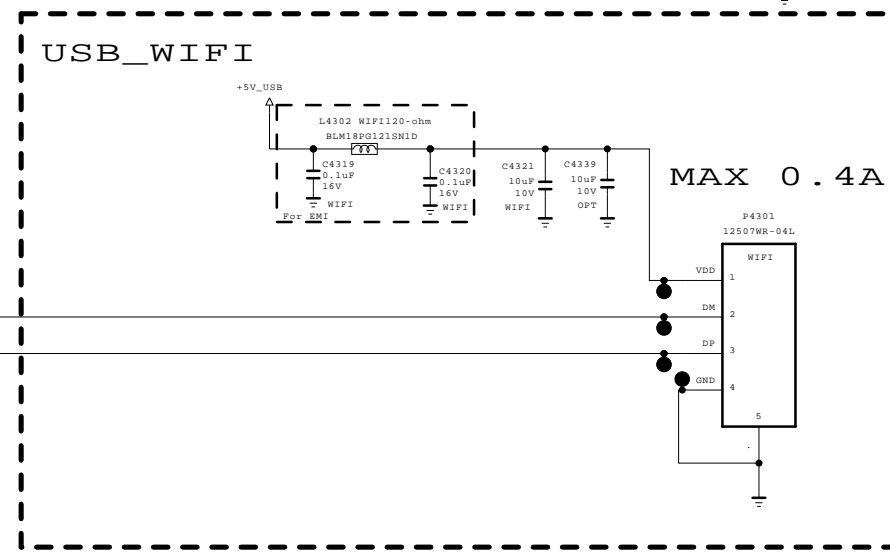 USB_WIFI
+5V_USB
L4302 WIFI120-ohm
BLM18PG121SN1D
C4319
0.1uF
16V
WIFI
For EMI
C4320
0.1uF
16V
WIFI
C4321
10uF
10V
WIFI
C4339
10uF
10V
OPT
MAX 0.4A
P4301
12507WR-04L
WIFI
VDD
1
DM
2
DP
3
GND
4
5
.